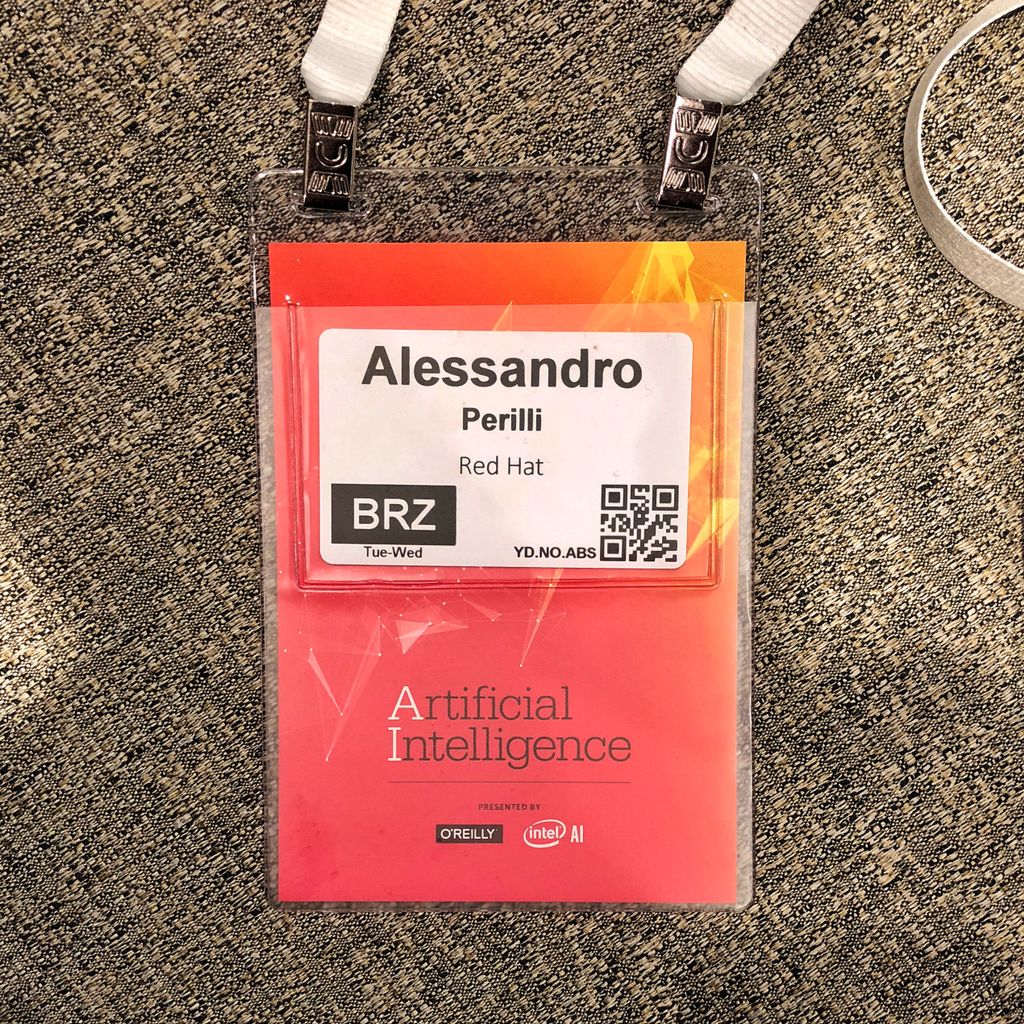 Alessandro
Perilli
Red Hat
BRZ
Tue-Wed
YD.NO.ABS
Artificial
Intelligence
PRESENTED BY
O'REILLY
intel AI